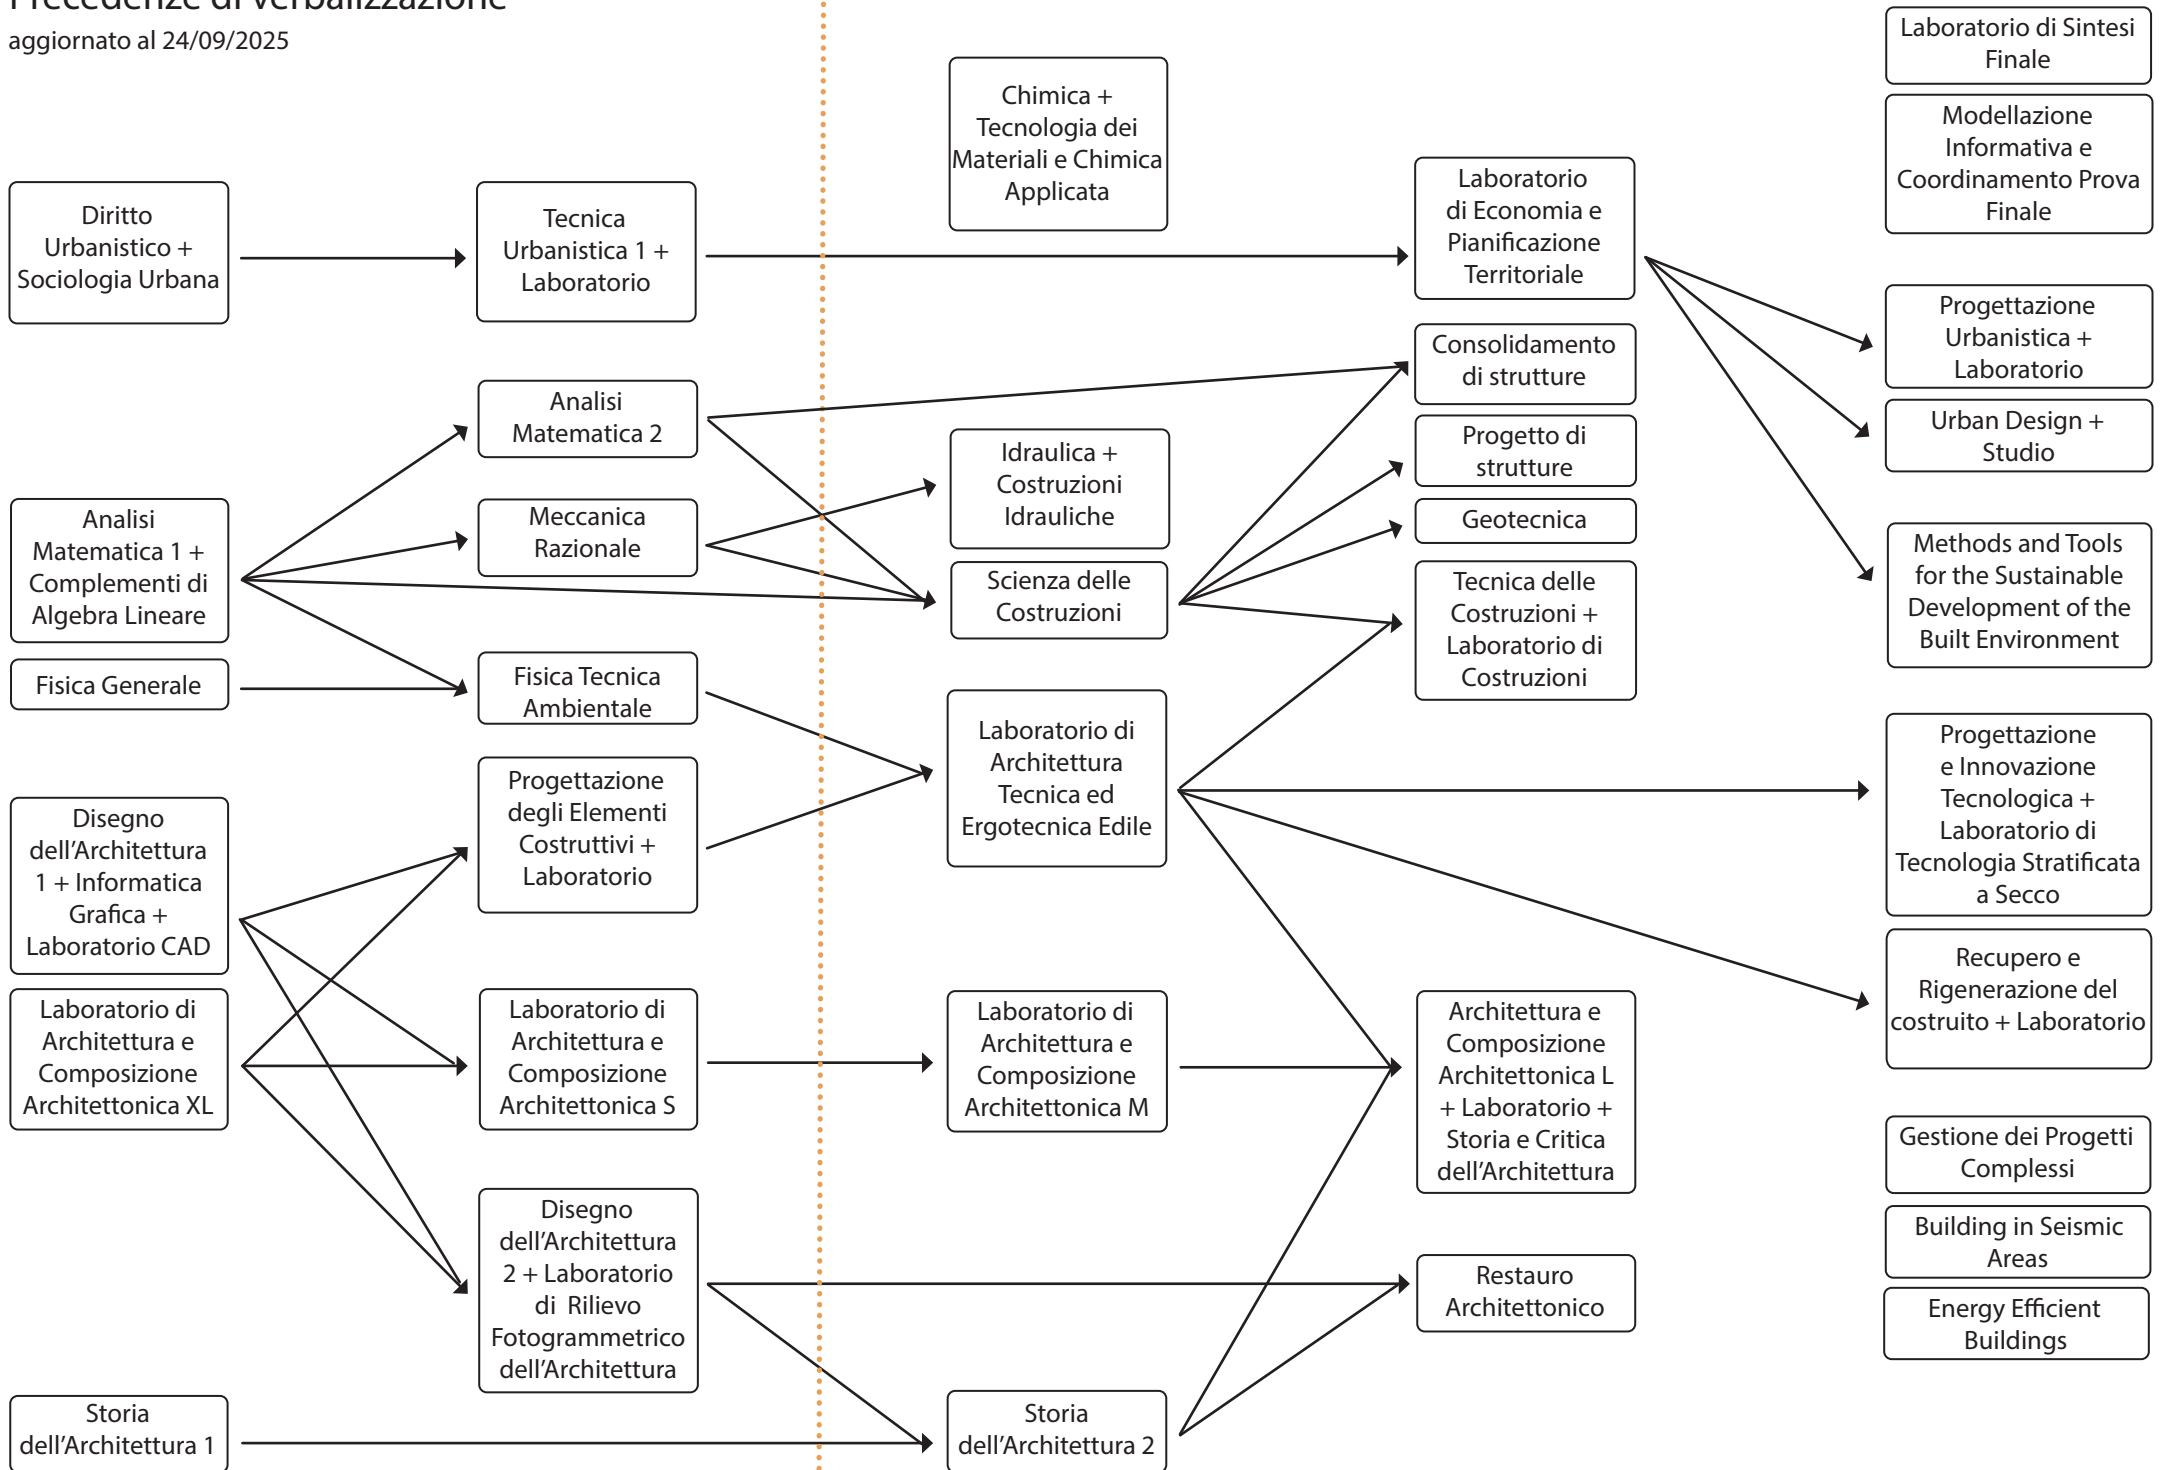 Precedenze di verbalizzazione
aggiornato al 24/09/2025
Diritto
Urbanistico +
Sociologia Urbana
Analisi
Matematica 1 +
Complementi di
Algebra Lineare
Fisica Generale
Disegno
dell’Architettura
1 + Informatica
Grafica +
Laboratorio CAD
Laboratorio di
Architettura e
Composizione
Architettonica XL
Storia
dell’Architettura 1
Tecnica
Urbanistica 1 +
Laboratorio
Analisi
Matematica 2
Meccanica
Razionale
Fisica Tecnica
Ambientale
Progettazione
degli Elementi
Costruttivi +
Laboratorio
Laboratorio di
Architettura e
Composizione
Architettonica S
Disegno
dell’Architettura
2 + Laboratorio
di Rilievo
Fotogrammetrico
dell’Architettura
Chimica +
Tecnologia dei
Materiali e Chimica
Applicata
Idraulica +
Costruzioni
Idrauliche
Scienza delle
Costruzioni
Laboratorio di
Architettura
Tecnica ed
Ergotecnica Edile
Laboratorio di
Architettura e
Composizione
Architettonica M
Storia
dell’Architettura 2
Laboratorio
di Economia e
Pianificazione
Territoriale
Consolidamento
di strutture
Progetto di
strutture
Geotecnica
Tecnica delle
Costruzioni +
Laboratorio di
Costruzioni
Architettura e
Composizione
Architettonica L
+ Laboratorio +
Storia e Critica
dell’Architettura
Restauro
Architettonico
Laboratorio di Sintesi
Finale
Modellazione
Informativa e
Coordinamento Prova
Finale
Progettazione
Urbanistica +
Laboratorio
Urban Design +
Studio
Methods and Tools
for the Sustainable
Development of the
Built Environment
Progettazione
e Innovazione
Tecnologica +
Laboratorio di
Tecnologia Stratificata
a Secco
Recupero e
Rigenerazione del
costruito + Laboratorio
Gestione dei Progetti
Complessi
Building in Seismic
Areas
Energy Efficient
Buildings